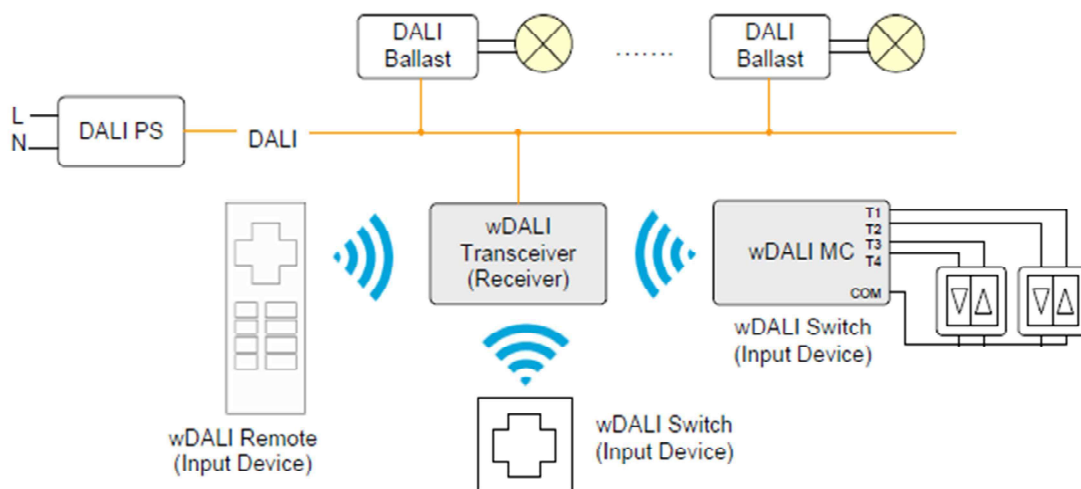 DALI
Ballast
.......
DALI
Ballast
L
N
DALI PS
DALI
wDALI
Transceiver
(Receiver)
wDALI MC
T1
T2
T3
T4
COM
wDALI Switch
(Input Device)
wDALI Remote
(Input Device)
wDALI Switch
(Input Device)